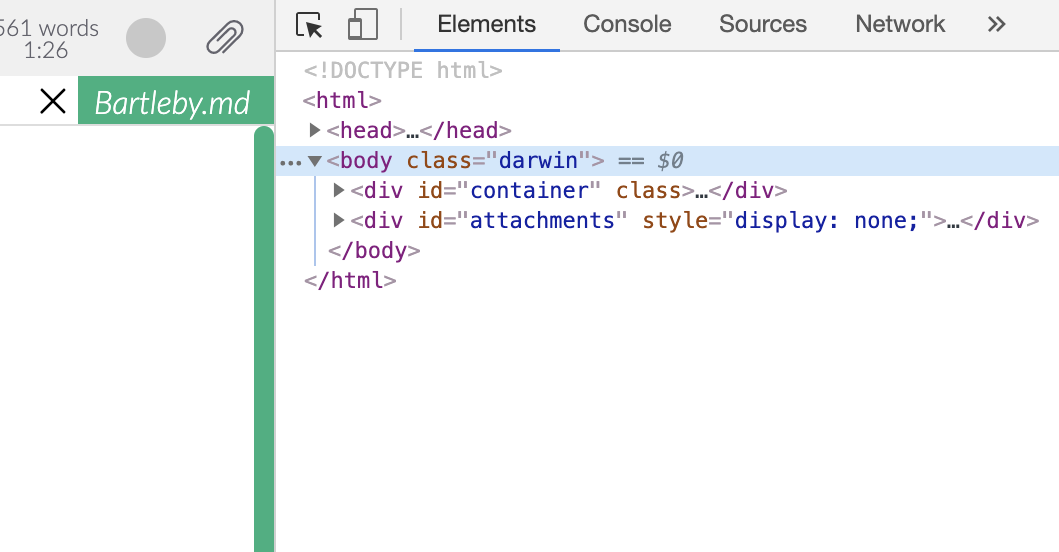 561 words
1:26
Bartleby.md
Elements Console Sources Network »
<!DOCTYPE html>
<html>
<head>…</head>
<body class="darwin"> == $0
<div id="container" class>…</div>
<div id="attachments" style="display: none;">…</div>
</body>
</html>